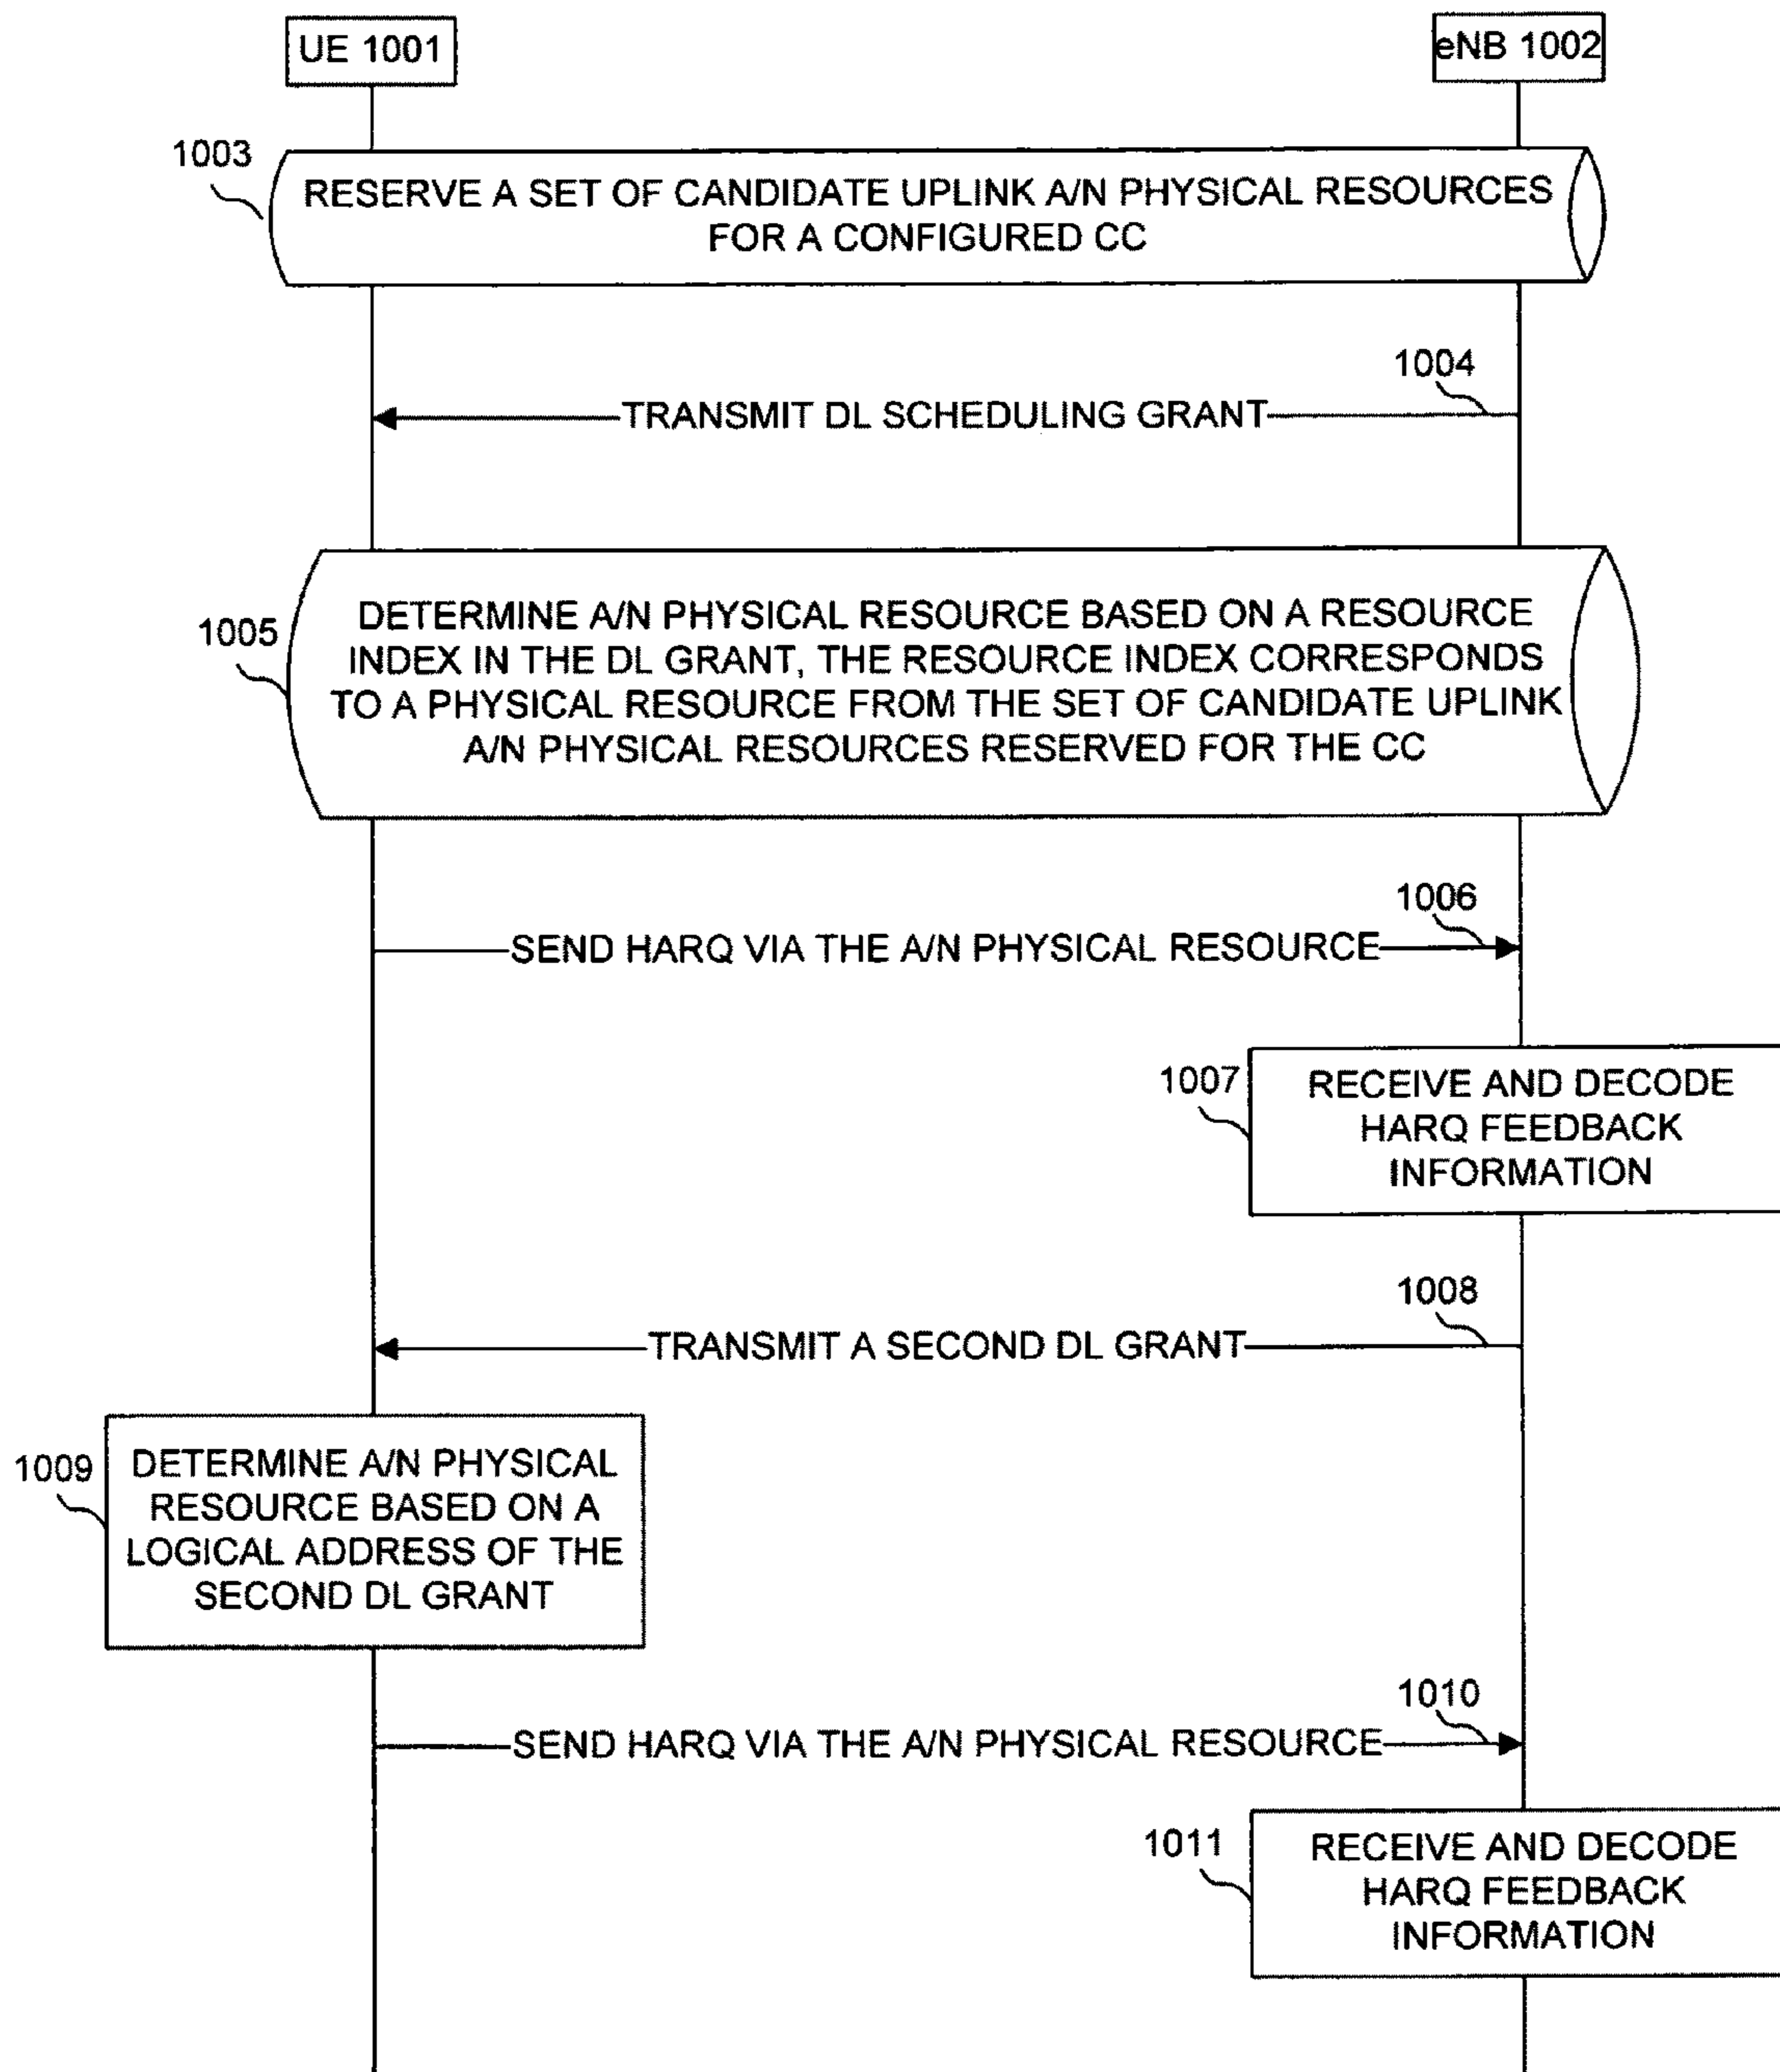 UE 1001
eNB 1002
1003
RESERVE A SET OF CANDIDATE UPLINK A/N PHYSICAL RESOURCES
FOR A CONFIGURED CC
1004
TRANSMIT DL SCHEDULING GRANT
1005
DETERMINE A/N PHYSICAL RESOURCE BASED ON A RESOURCE
INDEX IN THE DL GRANT, THE RESOURCE INDEX CORRESPONDS
TO A PHYSICAL RESOURCE FROM THE SET OF CANDIDATE UPLINK
A/N PHYSICAL RESOURCES RESERVED FOR THE CC
1006
SEND HARQ VIA THE A/N PHYSICAL RESOURCE
1007
RECEIVE AND DECODE
HARQ FEEDBACK
INFORMATION
1008
TRANSMIT A SECOND DL GRANT
1009
DETERMINE A/N PHYSICAL
RESOURCE BASED ON A
LOGICAL ADDRESS OF THE
SECOND DL GRANT
1010
SEND HARQ VIA THE A/N PHYSICAL RESOURCE
1011
RECEIVE AND DECODE
HARQ FEEDBACK
INFORMATION